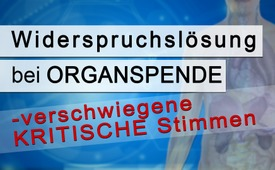 Widerspruchslösung
bei ORGANSPENDE
-verschwiegene
KRITISCHE Stimmen